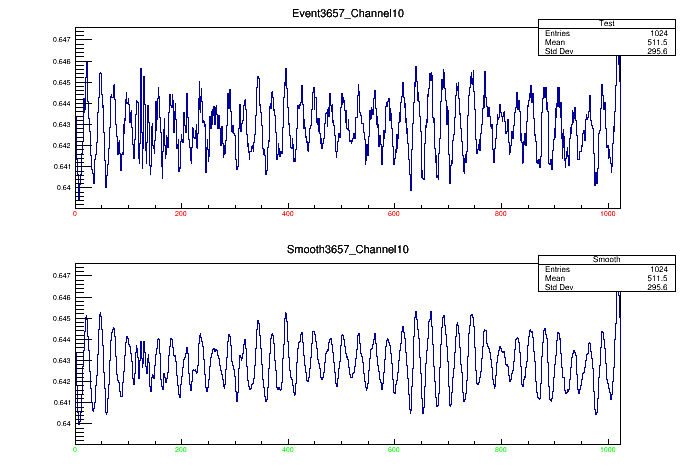 Event3657_Channel10
Test
Entries 1024
Mean 511.5
Std Dev 295.6
0.647
0.646
0.645
0.644
0.643
0.642
0.641
0.64
0 200 400 600 800 1000
Smooth3657_Channel10
Smooth
Entries 1024
Mean 511.5
Std Dev 295.6
0.647
0.646
0.645
0.644
0.643
0.642
0.641
0.64
0 200 400 600 800 1000